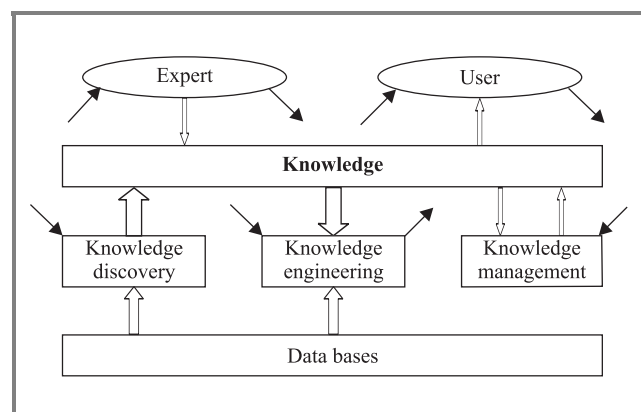 Expert
User
Knowledge
Knowledge
discovery
Knowledge
engineering
Knowledge
management
Data bases